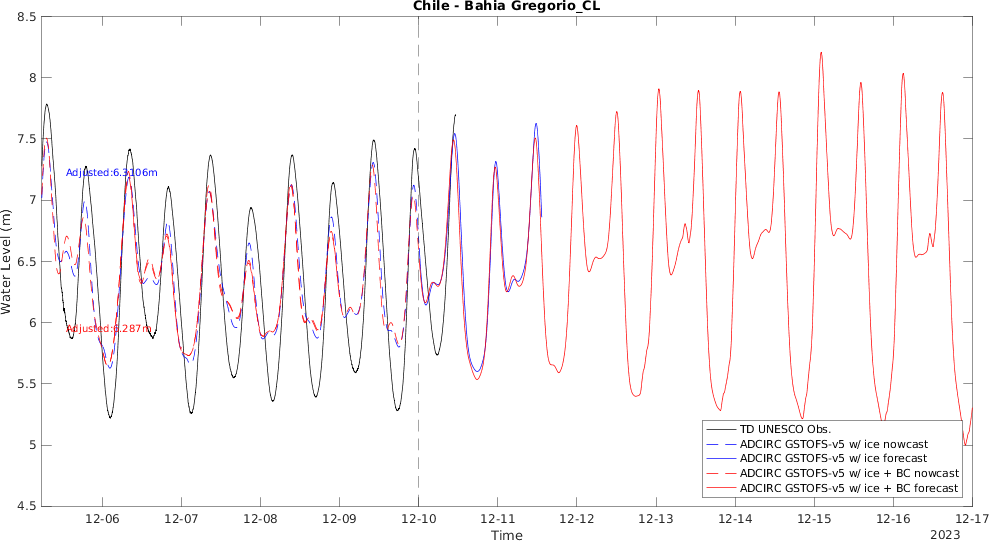 Chile - Bahia Gregorio_CL
8.5
8
7.5
7
6.5
6
5.5
5
4.5
Water Level (m)
Adjusted:6.3106m
TD UNESCO Obs.
ADCIRC GSTOFS-v5 w/ ice nowcast
ADCIRC GSTOFS-v5 w/ ice forecast
ADCIRC GSTOFS-v5 w/ ice + BC nowcast
ADCIRC GSTOFS-v5 w/ ice + BC forecast
12-06 12-07 12-08 12-09 12-10 12-11 12-12 12-13 12-14 12-15 12-16 12-17
Time
2023